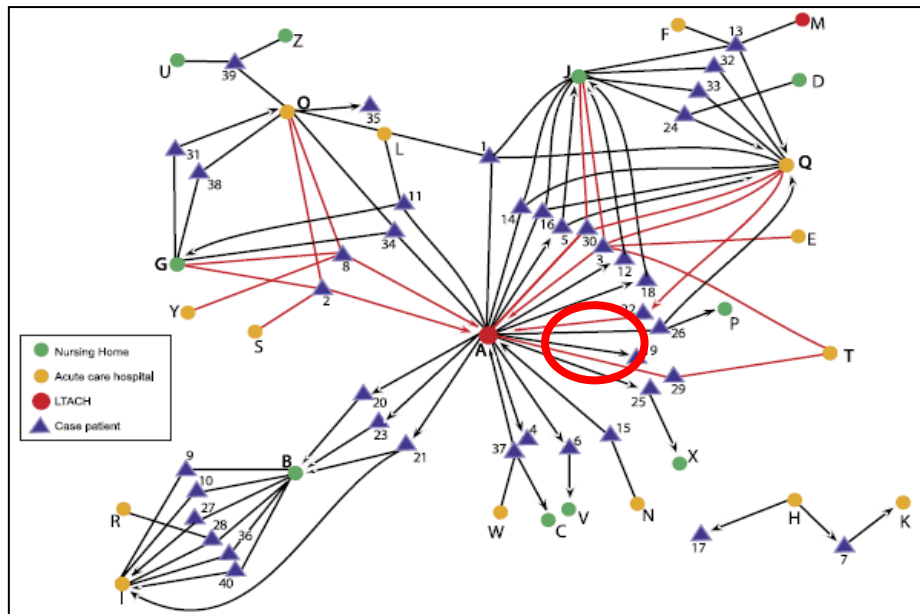 Z
U
39
O
35
L
31
38
11
34
G
8
2
Y
S
1
J
F
13
M
32
33
D
24
Q
14
16
5
30
3
E
12
18
22
26
P
A
9
T
29
25
X
Nursing Home
Acute care hospital
LTACH
Case patient
20
23
21
B
9
10
27
R
28
36
40
I
37
4
6
15
W
C
V
N
H
K
17
7